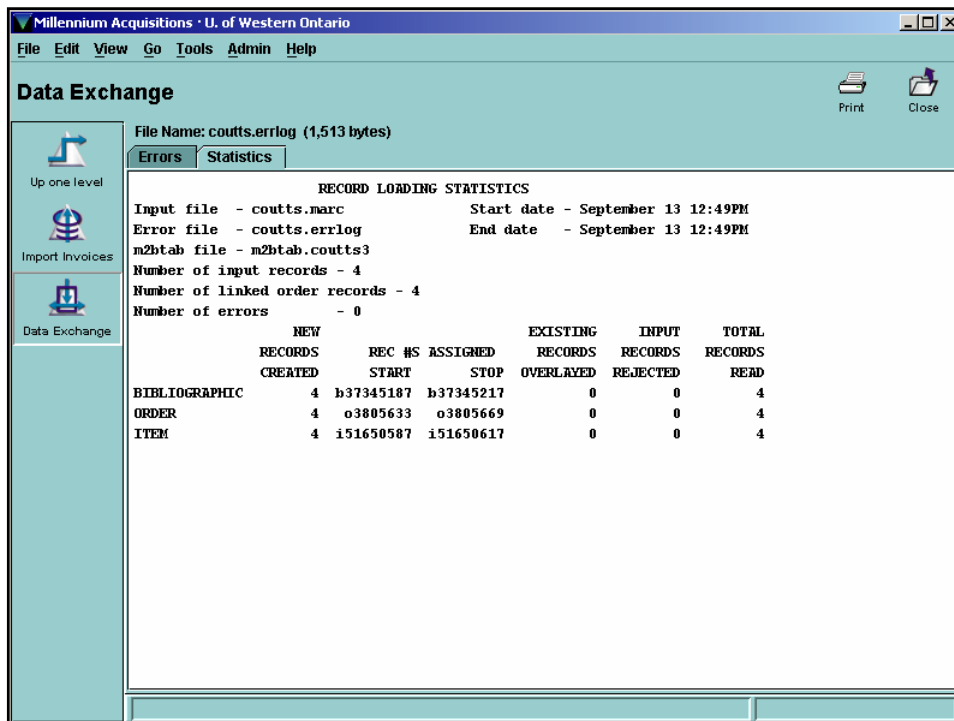 Millennium Acquisitions · U. of Western Ontario
File Edit View Go Tools Admin Help
Data Exchange
Print Close
Up one level
Import Invoices
Data Exchange
File Name: coutts.errlog (1,513 bytes)
Errors Statistics
RECORD LOADING STATISTICS
Input file - coutts.marc Start date - September 13 12:49PM
Error file - coutts.errlog End date - September 13 12:49PM
m2btab file - m2btab.coutts3
Number of input records - 4
Number of linked order records - 4
Number of errors - 0
NEW EXISTING INPUT TOTAL
RECORDS REC #S ASSIGNED RECORDS RECORDS RECORDS
CREATED START STOP OVERLAYED REJECTED READ
BIBLIOGRAPHIC 4 b37345187 b37345217 0 0 4
ORDER 4 o3805633 o3805669 0 0 4
ITEM 4 i51650587 i51650617 0 0 4